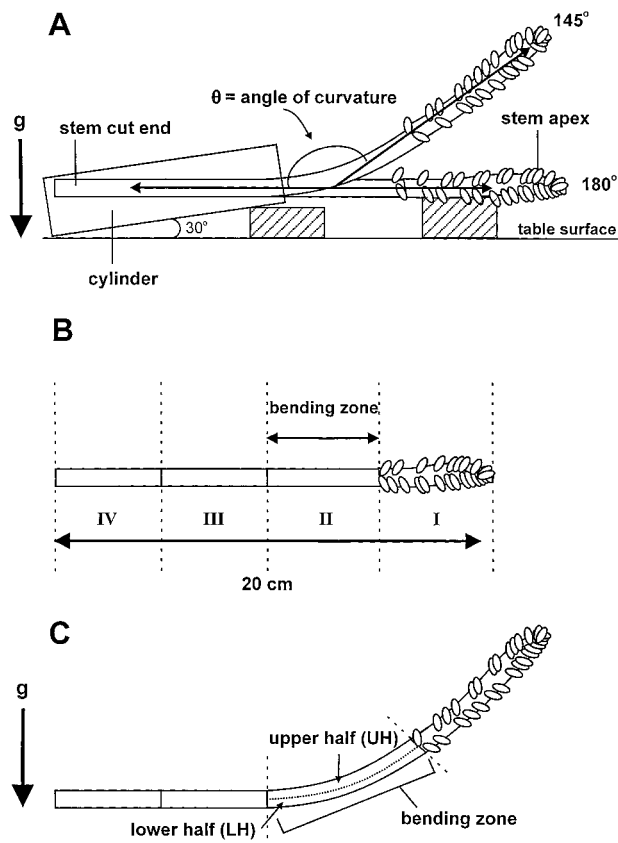 A
145°
θ = angle of curvature
g
stem cut end
stem apex
180°
30°
table surface
cylinder
B
bending zone
IV III II I
20 cm
C
g
upper half (UH)
lower half (LH)
bending zone